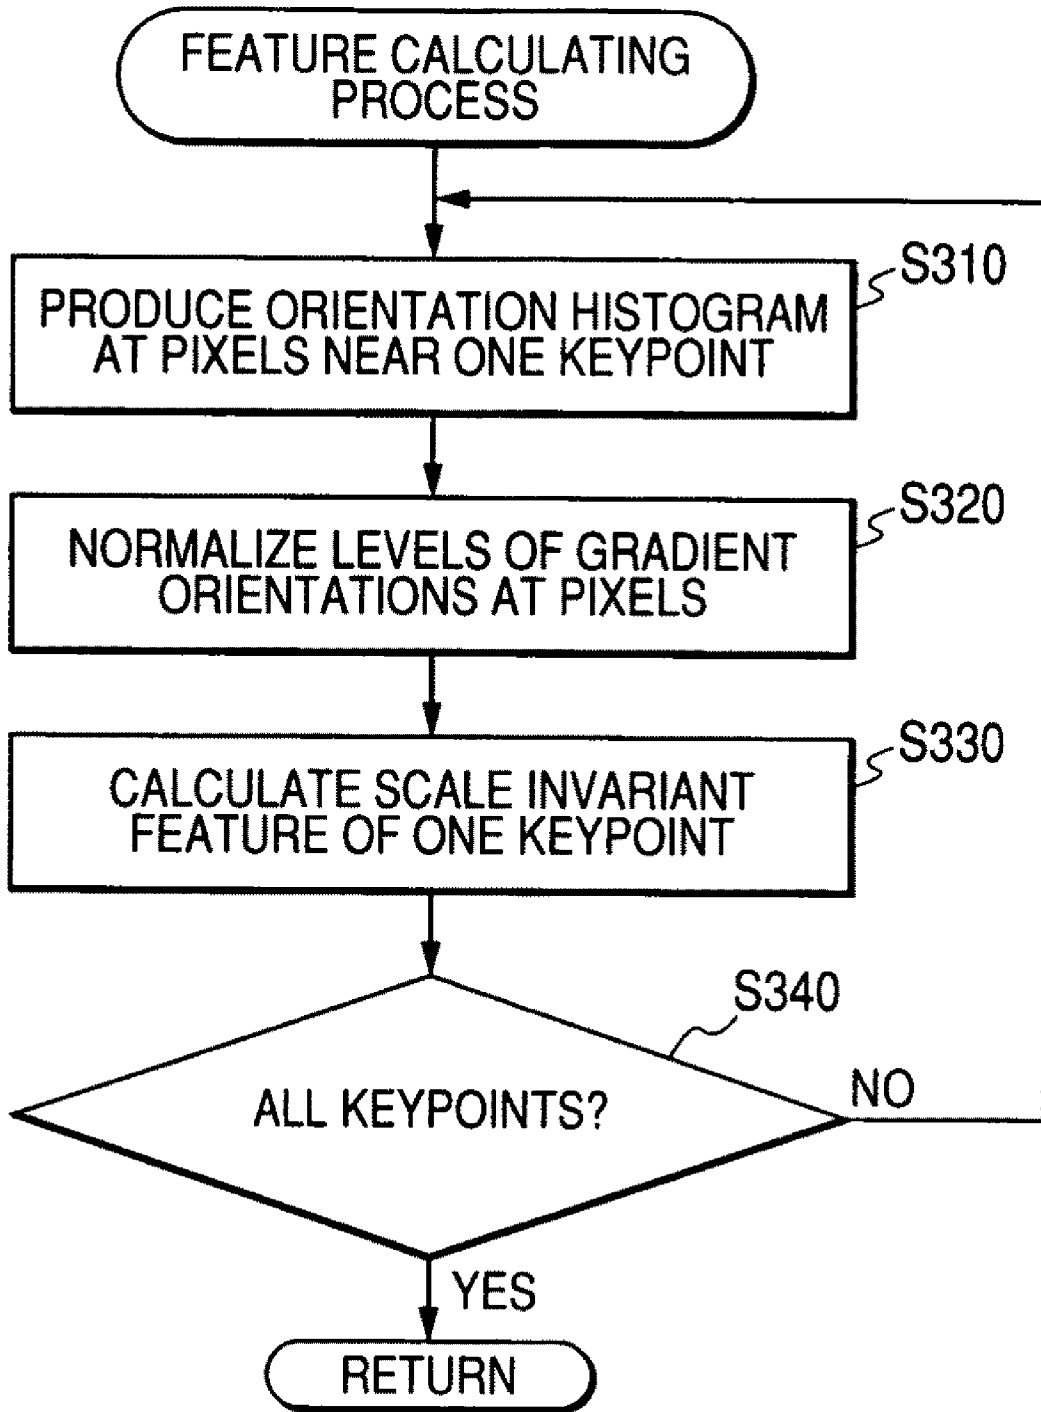 FEATURE CALCULATING
PROCESS
S310
PRODUCE ORIENTATION HISTOGRAM
AT PIXELS NEAR ONE KEYPOINT
S320
NORMALIZE LEVELS OF GRADIENT
ORIENTATIONS AT PIXELS
S330
CALCULATE SCALE INVARIANT
FEATURE OF ONE KEYPOINT
S340
ALL KEYPOINTS?
NO
YES
RETURN